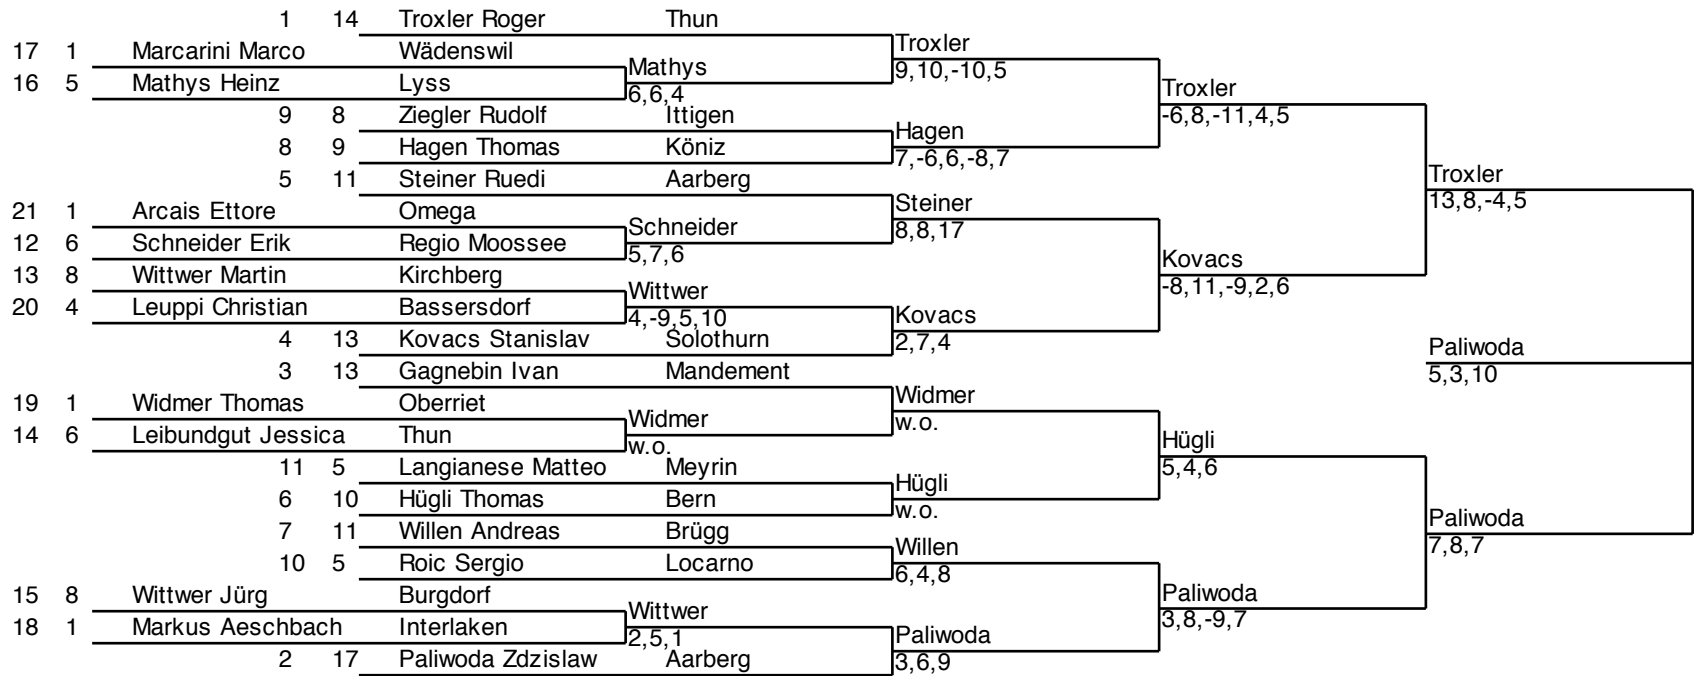 1 14 Troxler Roger Thun
Troxler
17 1 Marcarini Marco Wädenswil
Mathys
9,10,-10,5
16 5 Mathys Heinz Lyss
Troxler
6,6,4
9 8 Ziegler Rudolf Ittigen
-6,8,-11,4,5
Hagen
8 9 Hagen Thomas Köniz
7,-6,6,-8,7
5 11 Steiner Ruedi Aarberg
Troxler
13,8,-4,5
21 1 Arcais Ettore Omega
Steiner
Schneider
8,8,17
12 6 Schneider Erik Regio Moossee
5,7,6
Kovacs
13 8 Wittwer Martin Kirchberg
-8,11,-9,2,6
Wittwer
20 4 Leuppi Christian Bassersdorf
4,-9,5,10
Kovacs
4 13 Kovacs Stanislav Solothurn
2,7,4
Paliwoda
3 13 Gagnebin Ivan Mandement
5,3,10
Widmer
19 1 Widmer Thomas Oberriet
Widmer
w.o.
14 6 Leibundgut Jessica Thun
Hügli
w.o.
11 5 Langianese Matteo Meyrin
5,4,6
Hügli
6 10 Hügli Thomas Bern
w.o.
7 11 Willen Andreas Brügg
Paliwoda
Willen
7,8,7
10 5 Roic Sergio Locarno
6,4,8
15 8 Wittwer Jürg Burgdorf
Paliwoda
Wittwer
3,8,-9,7
18 1 Markus Aeschbach Interlaken
2,5,1
Paliwoda
2 17 Paliwoda Zdzislaw Aarberg
3,6,9